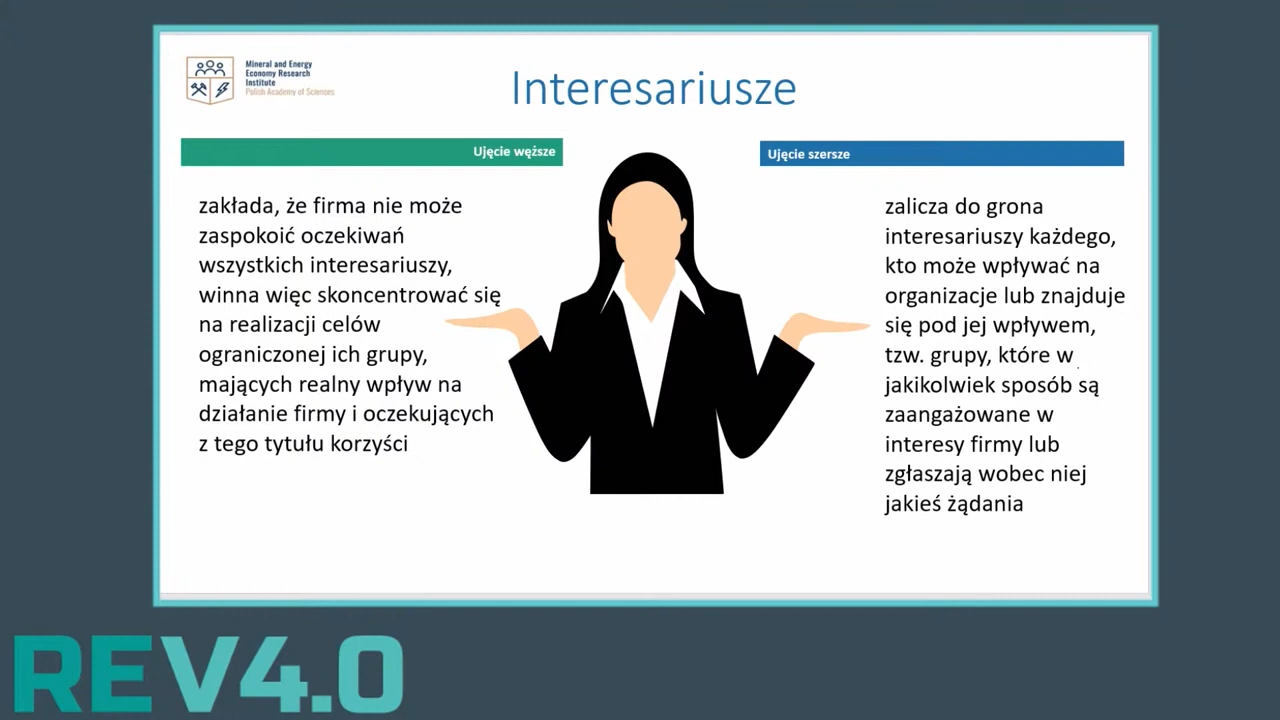 Mineral and Energy
Economy Research
Institute
Polish Academy of Sciences
Interesariusze
Ujęcie węższe
zakłada, że firma nie może
zaspokoić oczekiwań
wszystkich interesariuszy,
winna więc skoncentrować się
na realizacji celów
ograniczonej ich grupy,
mających realny wpływ na
działanie firmy i oczekujących
z tego tytułu korzyści
Ujęcie szersze
zalicza do grona
interesariuszy każdego,
kto może wpływać na
organizacje lub znajduje
się pod jej wpływem,
tzw. grupy, które w
jakikolwiek sposób są
zaangażowane w
interesy firmy lub
zgłaszają wobec niej
jakieś żądania
REV4.0